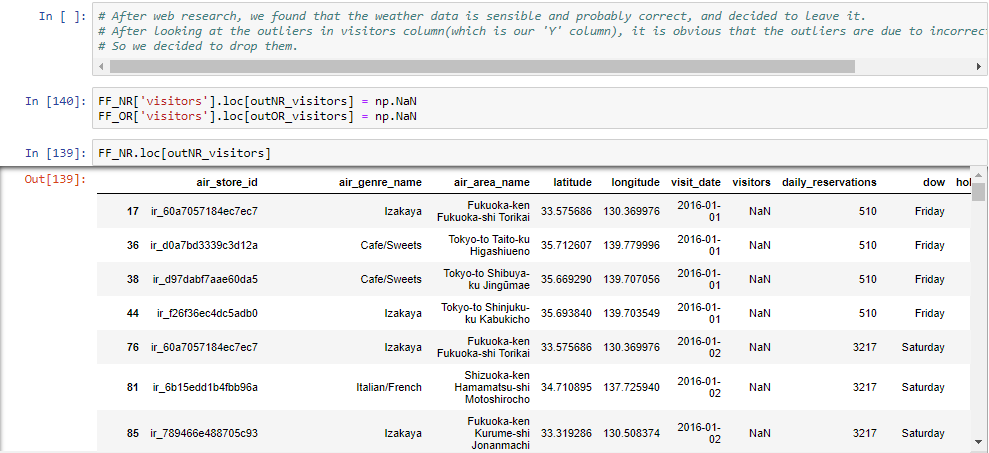 In [ ]: # After web research, we found that the weather data is sensible and probably correct, and decided to leave it.
# After looking at the outliers in visitors column(which is our 'Y' column), it is obvious that the outliers are due to incorrec
# So we decided to drop them.
In [140]: FF_NR['visitors'].loc[outNR_visitors] = np.NaN
FF_OR['visitors'].loc[outOR_visitors] = np.NaN
In [139]: FF_NR.loc[outNR_visitors]
Out[139]:
air_store_id air_genre_name air_area_name latitude longitude visit_date visitors daily_reservations dow hol
17 ir_60a7057184ec7ec7 Izakaya Fukuoka-ken Fukuoka-shi Torikai 33.575686 130.369976 2016-01-01 NaN 510 Friday
36 ir_d0a7bd3339c3d12a Cafe/Sweets Tokyo-to Taito-ku Higashiueno 35.712607 139.779996 2016-01-01 NaN 510 Friday
38 ir_d97dabf7aae60da5 Cafe/Sweets Tokyo-to Shibuya-ku Jingūmae 35.669290 139.707056 2016-01-01 NaN 510 Friday
44 ir_f26f36ec4dc5adb0 Izakaya Tokyo-to Shinjuku-ku Kabukicho 35.693840 139.703549 2016-01-01 NaN 510 Friday
76 ir_60a7057184ec7ec7 Izakaya Fukuoka-ken Fukuoka-shi Torikai 33.575686 130.369976 2016-01-02 NaN 3217 Saturday
81 ir_6b15edd1b4fbb96a Italian/French Shizuoka-ken Hamamatsu-shi Motoshirocho 34.710895 137.725940 2016-01-02 NaN 3217 Saturday
85 ir_789466e488705c93 Izakaya Fukuoka-ken Kurume-shi Jonanmachi 33.319286 130.508374 2016-01-02 NaN 3217 Saturday